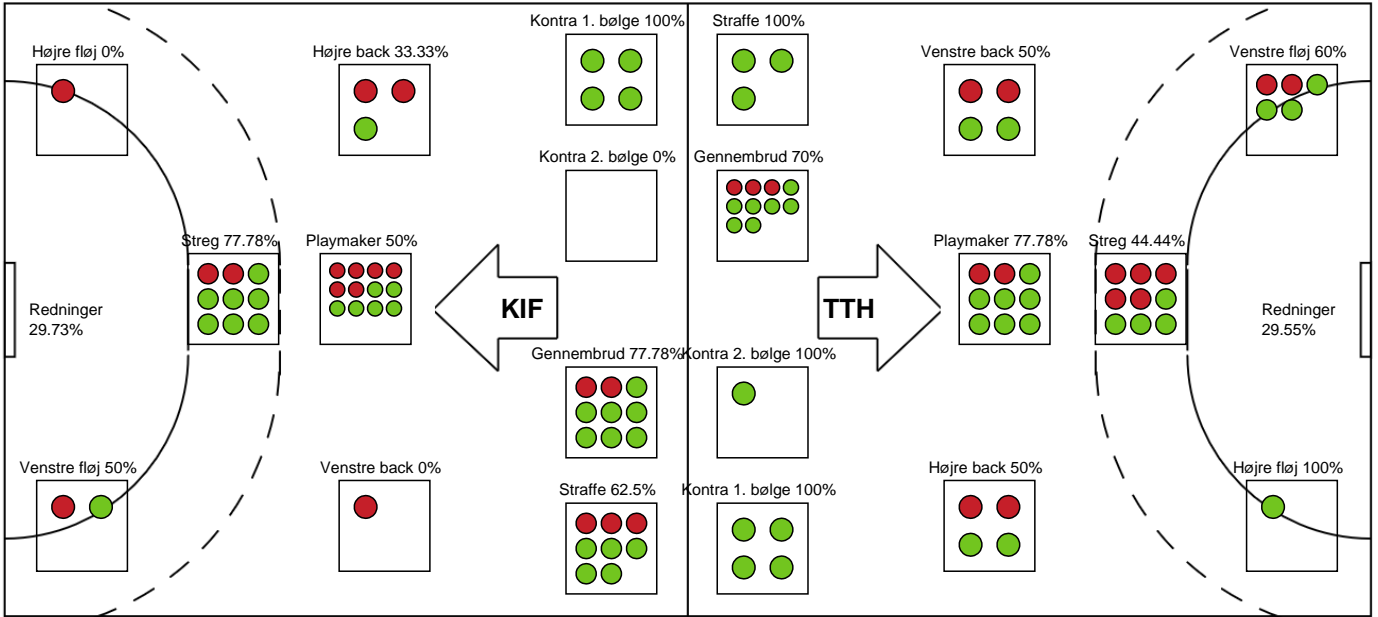 Kontra 1. bølge 100%
Straffe 100%
Højre fløj 0%
Højre back 33.33%
Venstre back 50%
Venstre fløj 60%
Kontra 2. bølge 0%
Gennembrud 70%
Streg 77.78%
Playmaker 50%
Playmaker 77.78%
Streg 44.44%
Redninger
29.73%
KIF
TTH
Redninger
29.55%
Gennembrud 77.78%
Kontra 2. bølge 100%
Venstre fløj 50%
Venstre back 0%
Højre back 50%
Højre fløj 100%
Straffe 62.5%
Kontra 1. bølge 100%